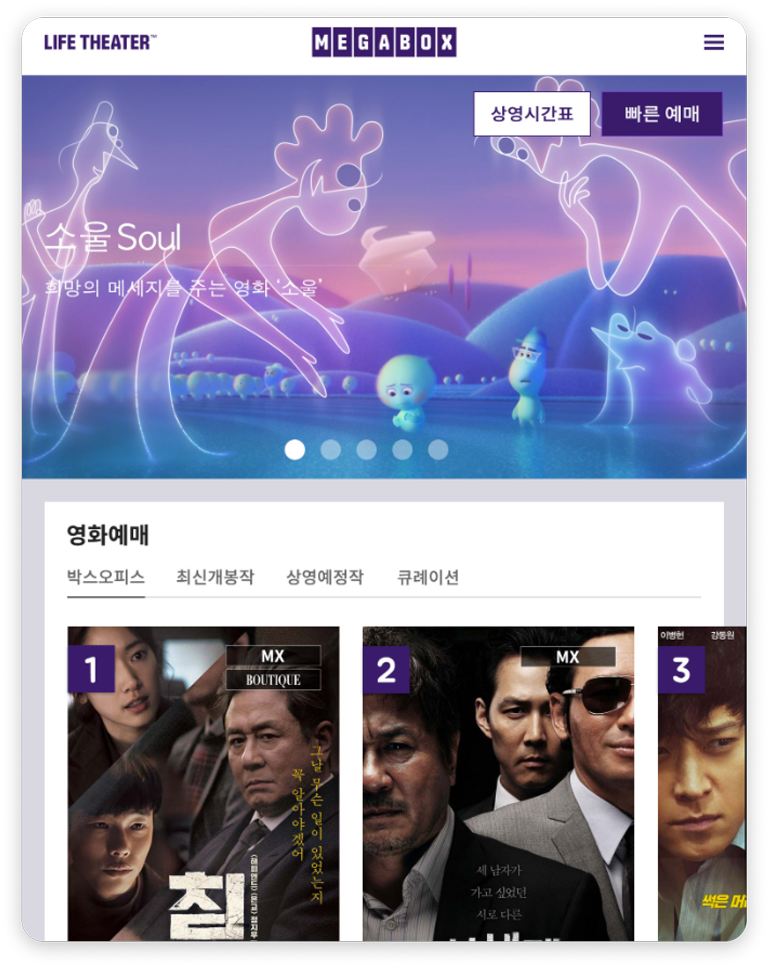 LIFE THEATER™
MEGABOX
상영시간표
빠른 예매
소울 Soul
희망의 메세지를 주는 영화 ‘소울’
영화예매
박스오피스
최신개봉작
상영예정작
큐레이션
1
MX
BOUTIQUE
그날 무슨 일이 있었는지
꼭 알아야겠어
2
MX
세 남자가
가고 싶었던
서로 다른
3
이병헌
강동원
썩은